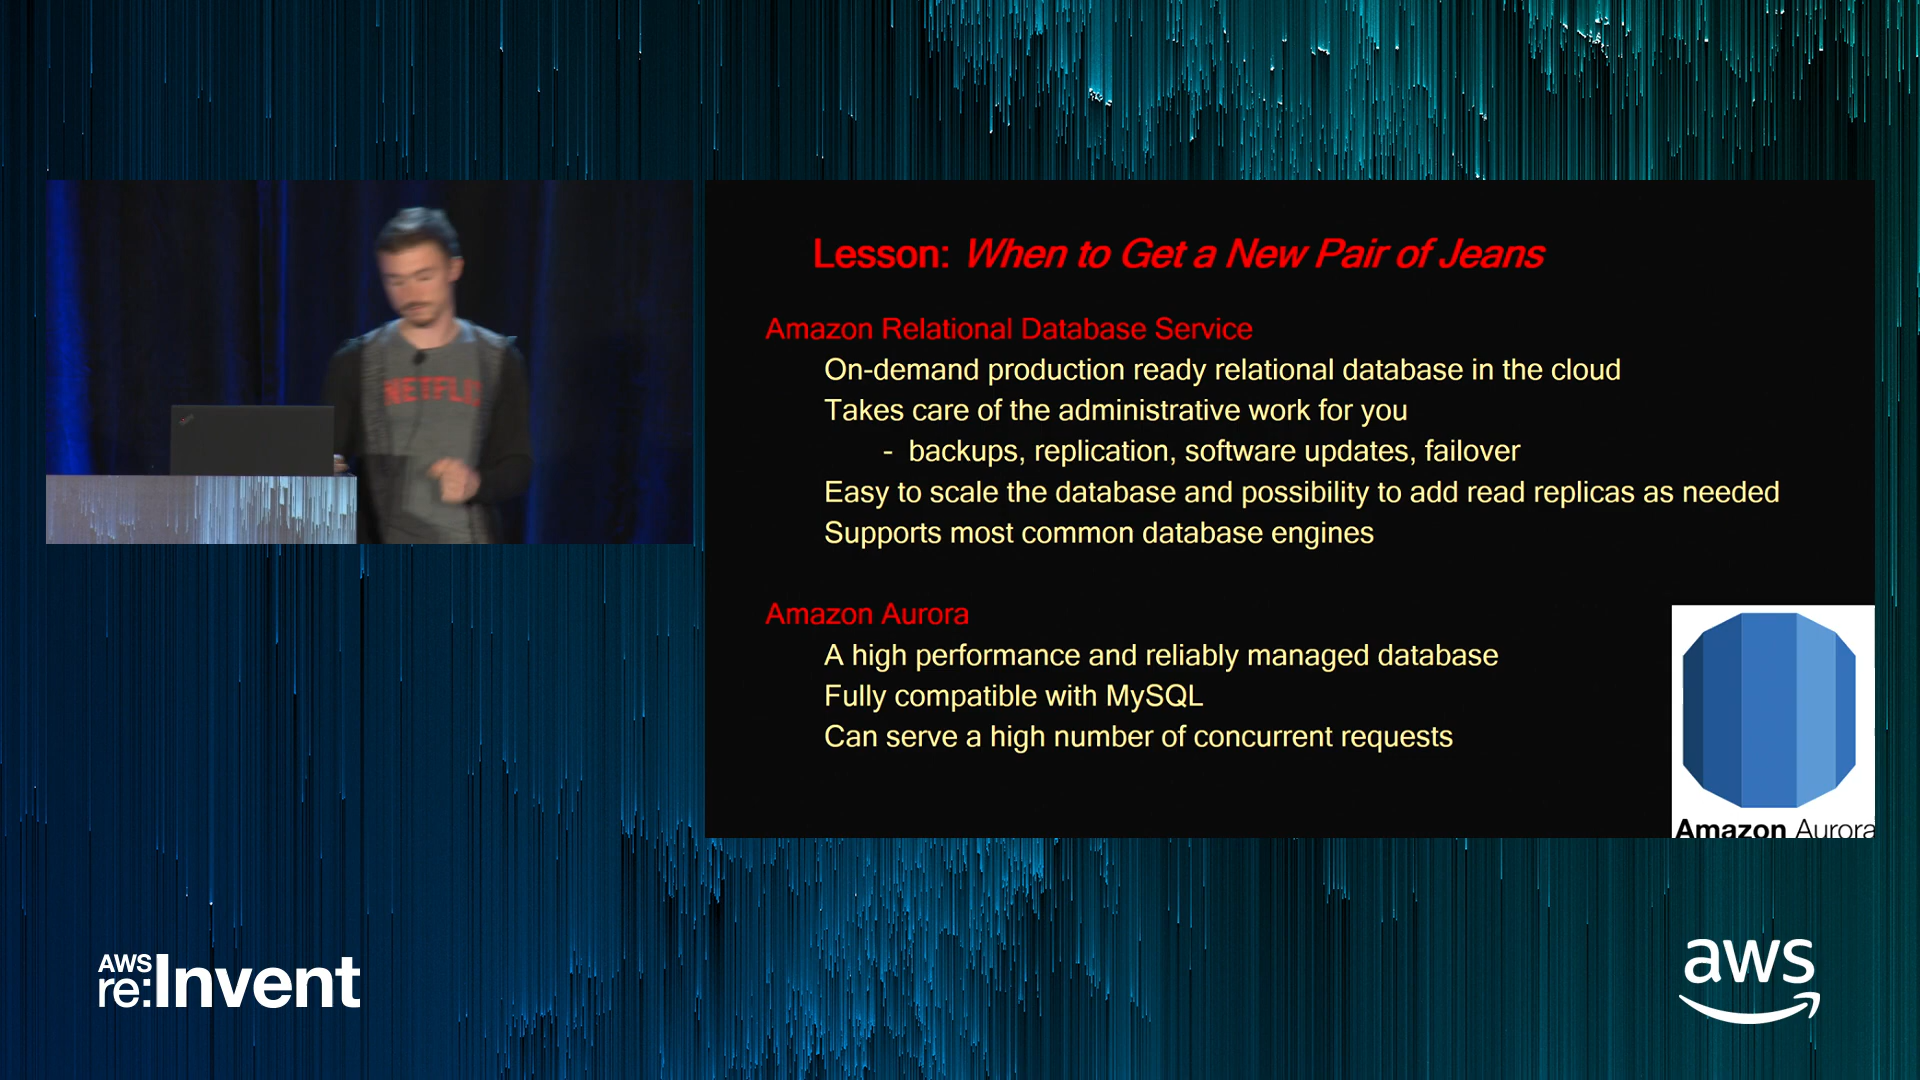 NETFLI
Lesson: When to Get a New Pair of Jeans
Amazon Relational Database Service
On-demand production ready relational database in the cloud
Takes care of the administrative work for you
- backups, replication, software updates, failover
Easy to scale the database and possibility to add read replicas as needed
Supports most common database engines
Amazon Aurora
A high performance and reliably managed database
Fully compatible with MySQL
Can serve a high number of concurrent requests
Amazon Aurora
AWS
re:Invent
aws